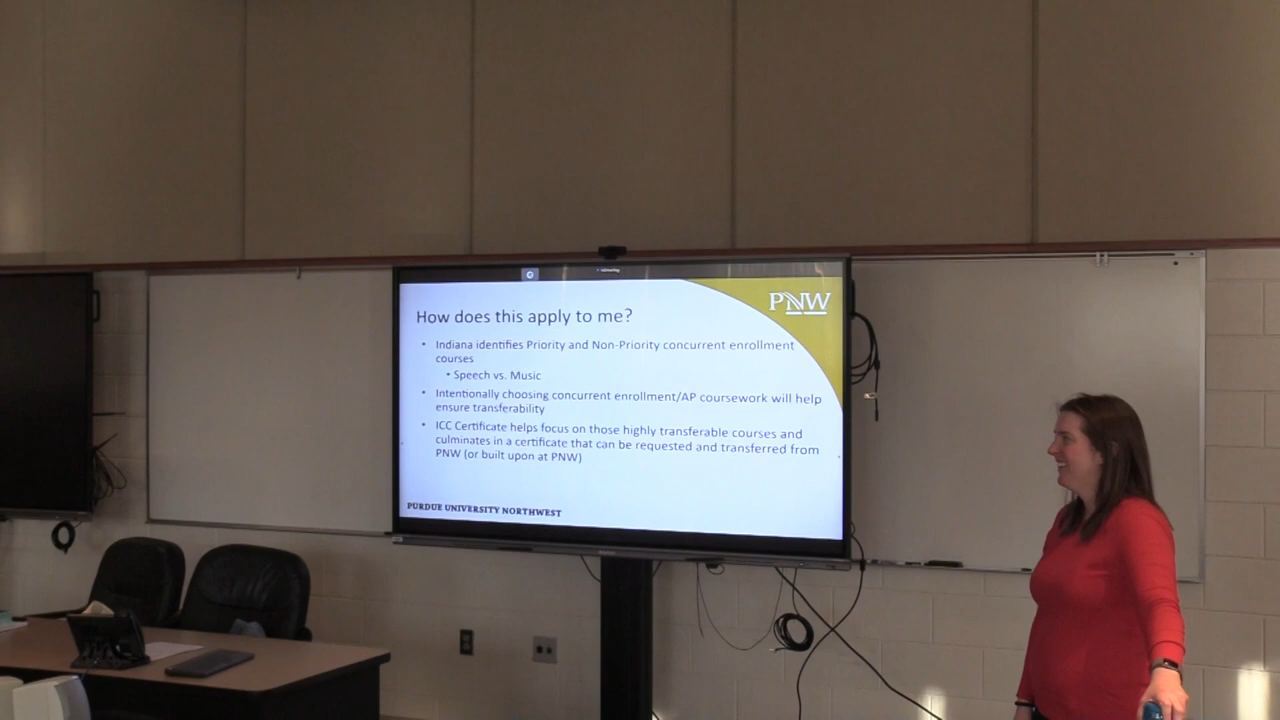 PNW
How does this apply to me?
• Indiana identifies Priority and Non-Priority concurrent enrollment
courses
• Speech vs. Music
• Intentionally choosing concurrent enrollment/AP coursework will help
ensure transferability
• ICC Certificate helps focus on those highly transferable courses and
culminates in a certificate that can be requested and transferred from
PNW (or built upon at PNW)
PURDUE UNIVERSITY NORTHWEST